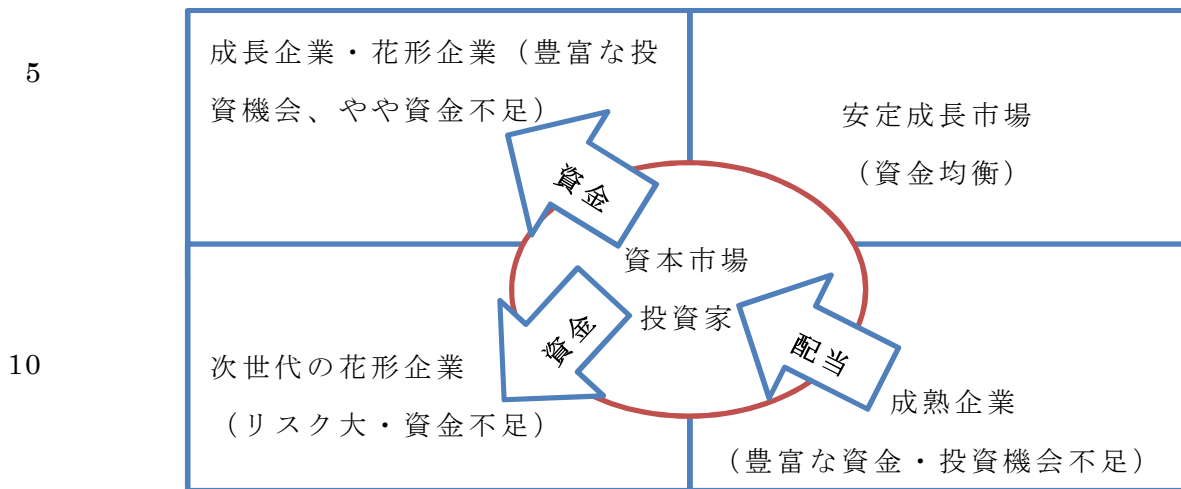 5
成長企業・花形企業（豊富な投
資機会、やや資金不足）
安定成長市場
（資金均衡）
資金
資本市場
投資家
資金
配当
10
次世代の花形企業
（リスク大・資金不足）
成熟企業
（豊富な資金・投資機会不足）